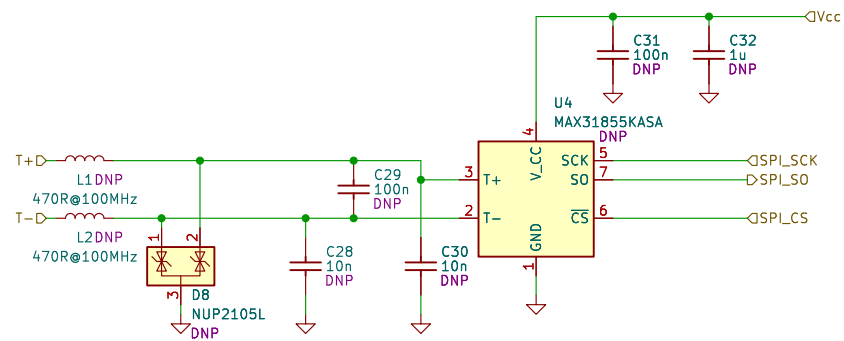 Vcc
C31
100n
DNP
C32
1u
DNP
U4
MAX31855KASA
DNP
4
V_CC
T+
L1 DNP
470R@100MHz
C29
100n
DNP
3
T+
SCK
5
SPI_SCK
SO
7
SPI_SO
T-
L2 DNP
470R@100MHz
2
T-
CS
6
SPI_CS
1
2
3
D8
NUP2105L
DNP
C28
10n
DNP
C30
10n
DNP
GND
1